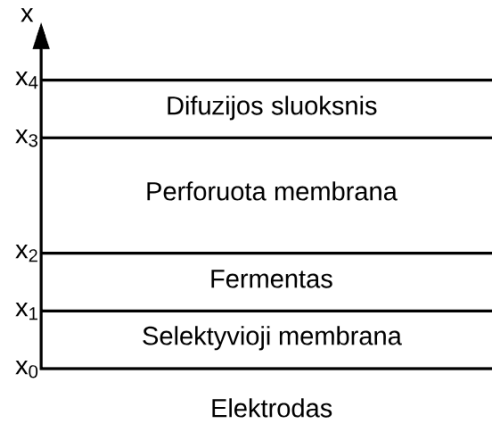 x
x₄
Difuzijos sluoksnis
x₃
Perforuota membrana
x₂
Fermentas
x₁
Selektyvioji membrana
x₀
Elektrodas